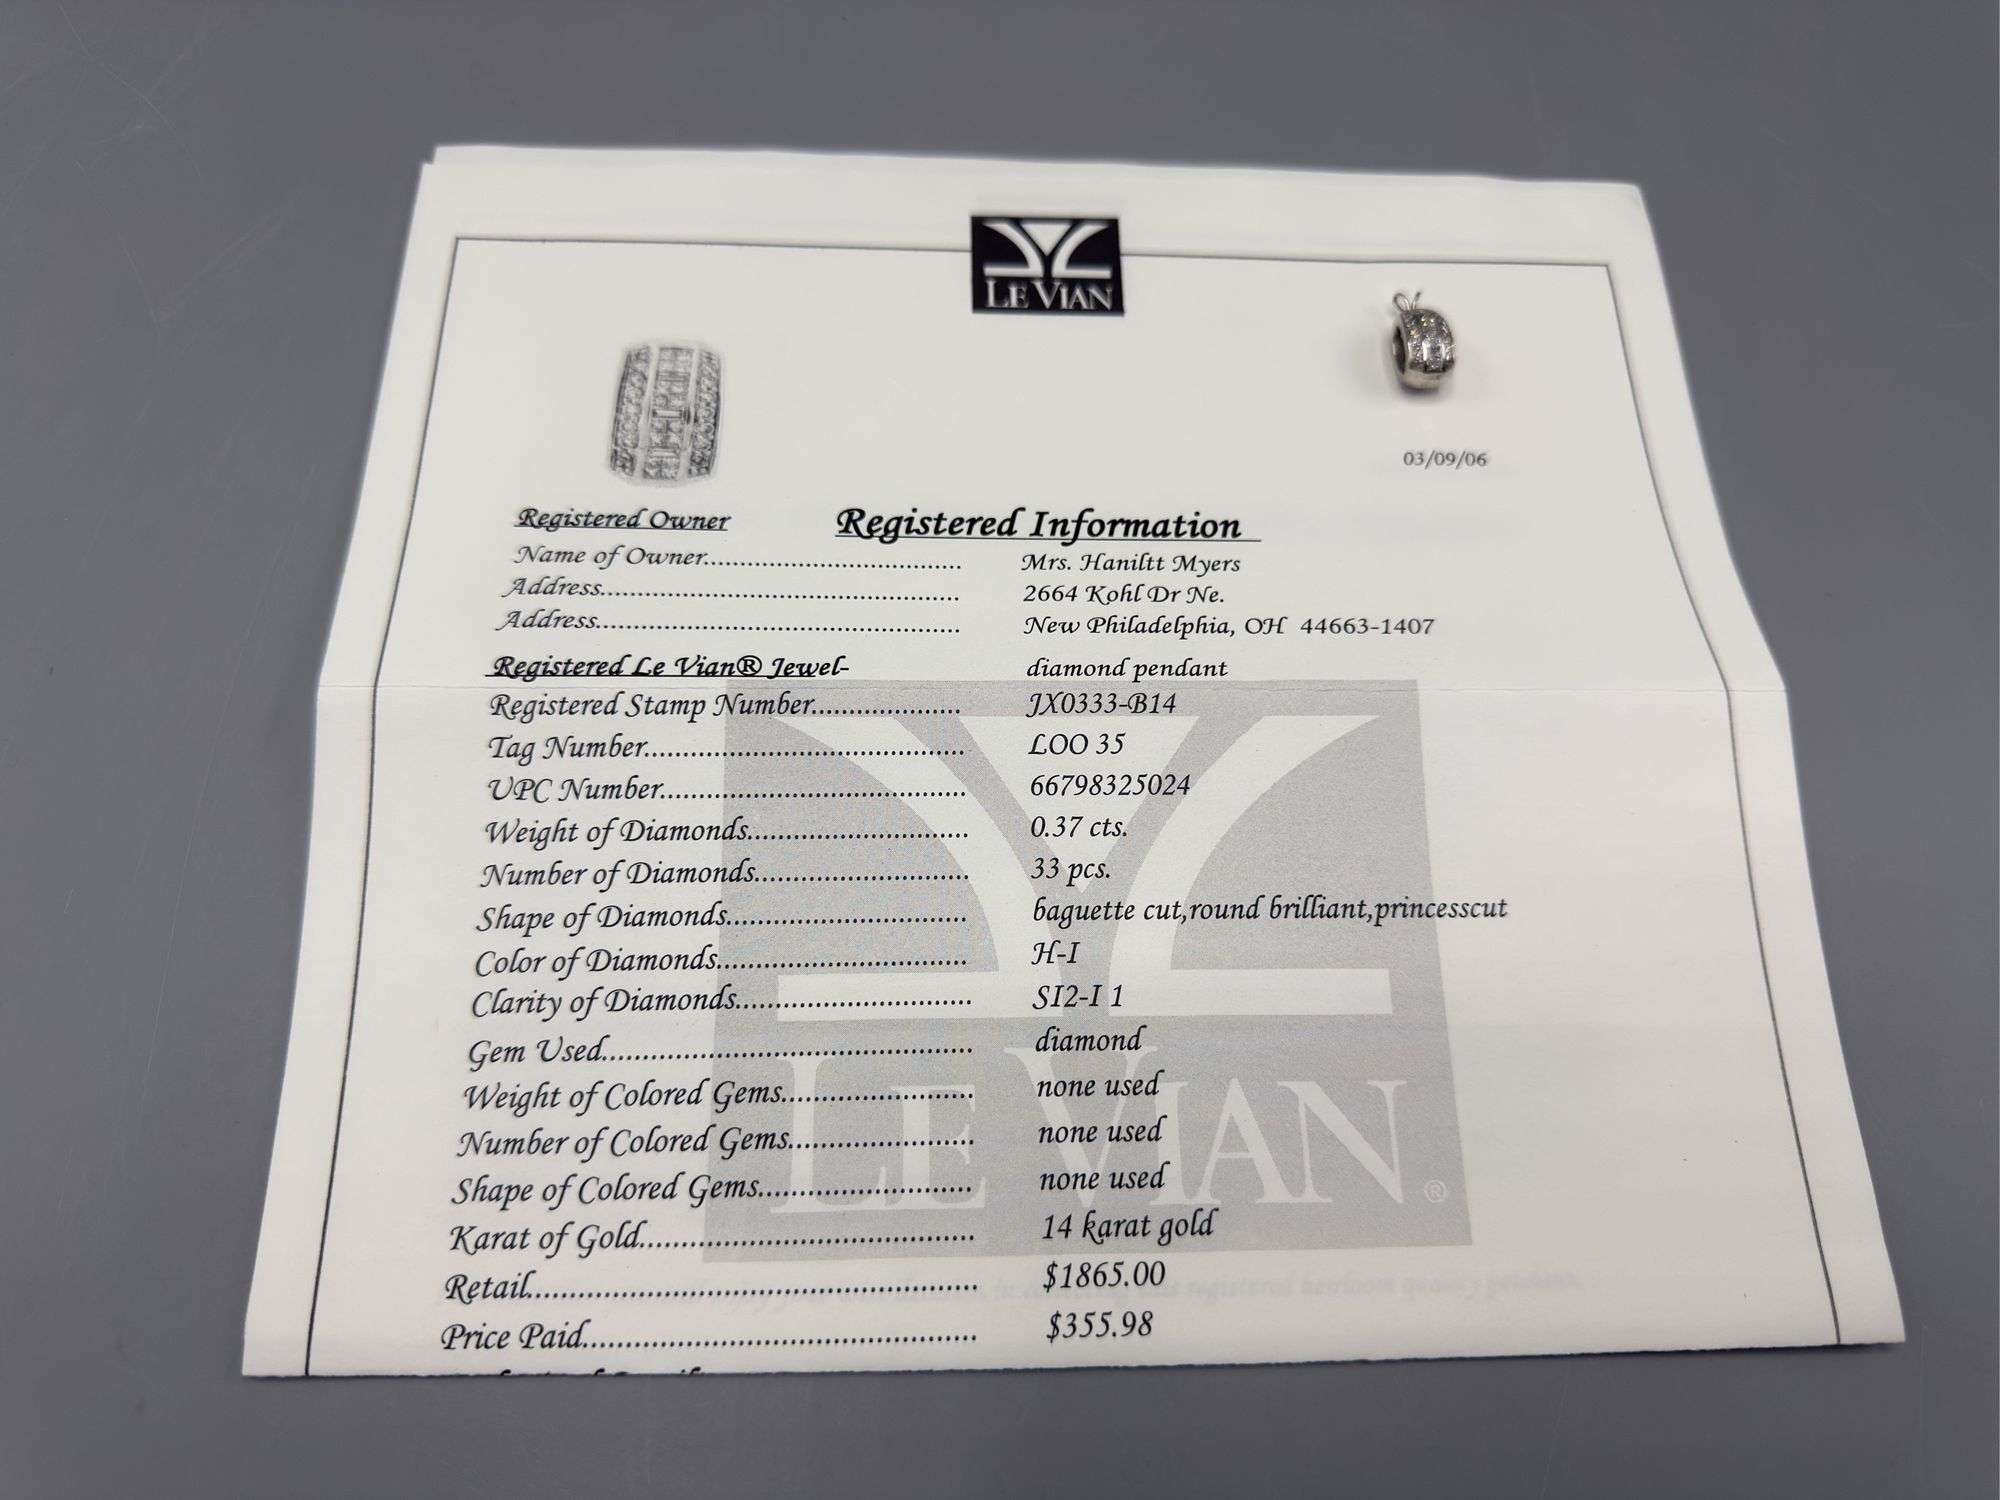 LE VIAN
03/09/06
Registered Owner Registered Information
Name of Owner.................................... Mrs. Haniltt Myers
Address.................................................. 2664 Kohl Dr Ne.
Address.................................................. New Philadelphia, OH 44663-1407
Registered Le Vian® Jewel- diamond pendant
Registered Stamp Number..................... JX0333-B14
Tag Number............................................. LOO 35
UPC Number........................................... 66798325024
Weight of Diamonds............................... 0.37 cts.
Number of Diamonds.............................. 33 pcs.
Shape of Diamonds.................................. baguette cut,round brilliant,princesscut
Color of Diamonds................................... H-I
Clarity of Diamonds................................. SI2-I 1
Gem Used.................................................. diamond
Weight of Colored Gems.......................... none used
Number of Colored Gems......................... none used
Shape of Colored Gems............................. none used
Karat of Gold............................................ 14 karat gold
Retail......................................................... $1865.00
Price Paid.................................................. $355.98
LE VIAN®